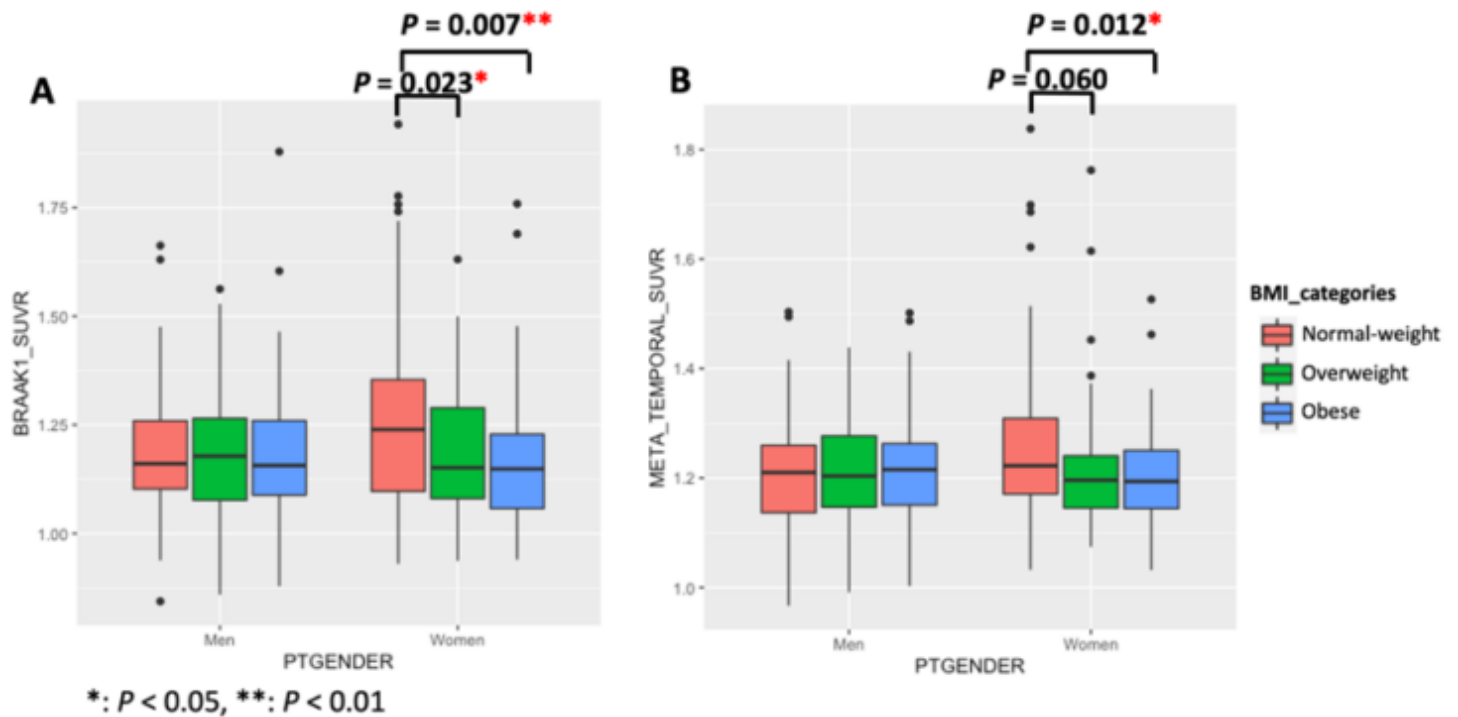 P = 0.007**
P = 0.023*
A
BRAAK1_SUVR
1.75
1.50
1.25
1.00
Men
Women
PTGENDER
*: P < 0.05, **: P < 0.01
P = 0.012*
P = 0.060
B
META_TEMPORAL_SUVR
1.8
1.6
1.4
1.2
1.0
Men
Women
PTGENDER
BMI_categories
Normal-weight
Overweight
Obese